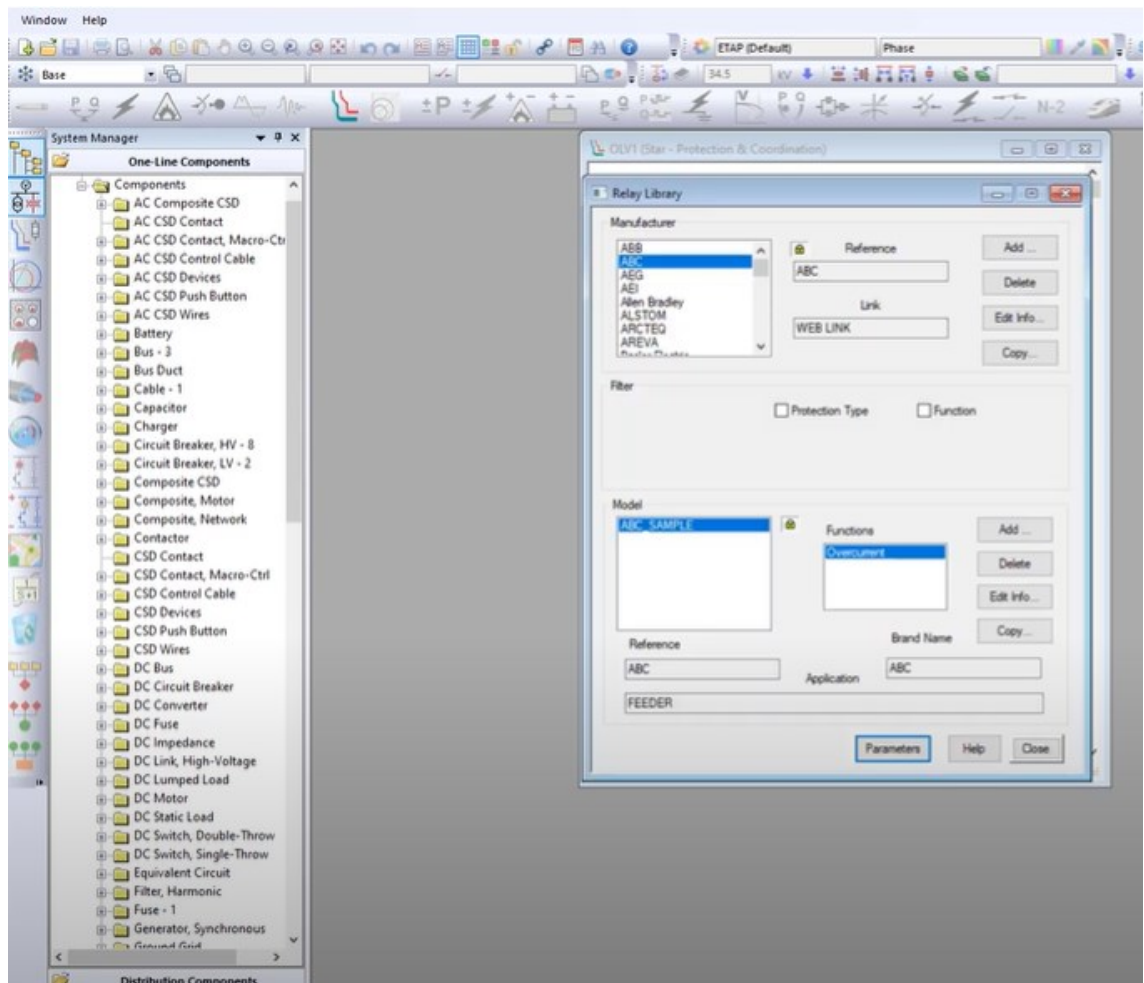 Window Help
ETAP (Default) Phase
Base 34.5 kV
N-2
System Manager
One-Line Components
Components
AC Composite CSD
AC CSD Contact
AC CSD Contact, Macro-Ctr
AC CSD Control Cable
AC CSD Devices
AC CSD Push Button
AC CSD Wires
Battery
Bus - 3
Bus Duct
Cable - 1
Capacitor
Charger
Circuit Breaker, HV - 8
Circuit Breaker, LV - 2
Composite CSD
Composite, Motor
Composite, Network
Contactor
CSD Contact
CSD Contact, Macro-Ctrl
CSD Control Cable
CSD Devices
CSD Push Button
CSD Wires
DC Bus
DC Circuit Breaker
DC Converter
DC Fuse
DC Impedance
DC Link, High-Voltage
DC Lumped Load
DC Motor
DC Static Load
DC Switch, Double-Throw
DC Switch, Single-Throw
Equivalent Circuit
Filter, Harmonic
Fuse - 1
Generator, Synchronous
Ground Grid
Distribution Components
OLV1 (Star - Protection & Coordination)
Relay Library
Manufacturer
ABB
ABC
AEG
AEI
Allen Bradley
ALSTOM
ARCTEQ
AREVA
Reference
ABC
Link
WEB LINK
Add ...
Delete
Edit Info...
Copy...
Filter
Protection Type Function
Model
ABC_SAMPLE
Functions
Overcurrent
Add ...
Delete
Edit Info...
Copy...
Reference
ABC
Brand Name
ABC
Application
FEEDER
Parameters Help Close